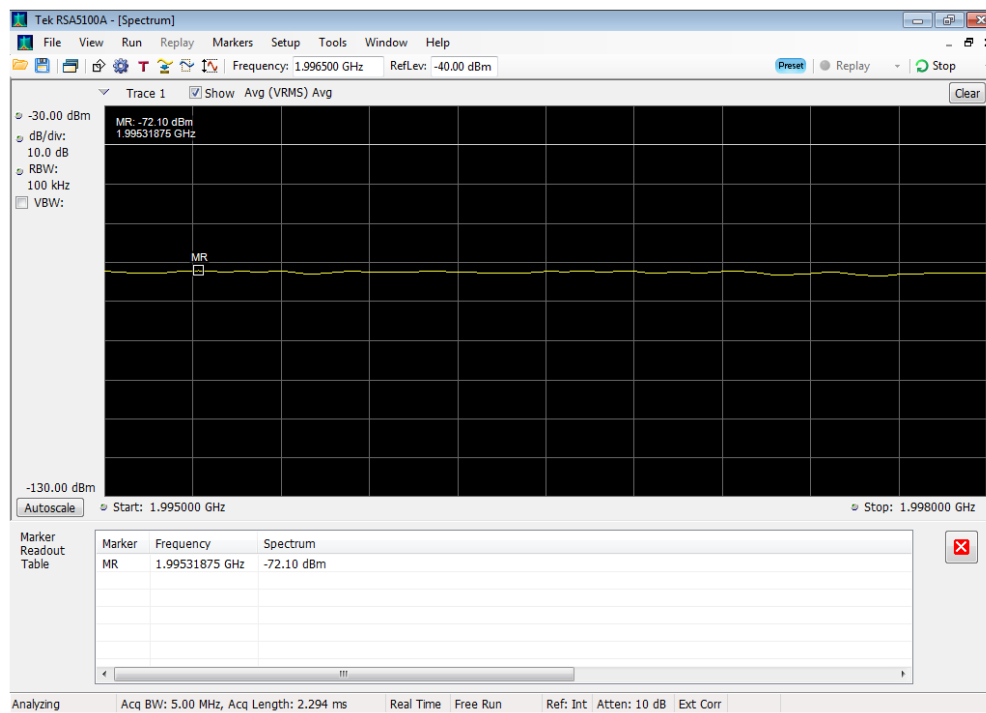 Tek RSA5100A - [Spectrum]
File View Run Replay Markers Setup Tools Window Help
T Frequency: 1.996500 GHz RefLev: -40.00 dBm Preset Replay Stop
Trace 1 Show Avg (VRMS) Avg Clear
-30.00 dBm
dB/div:
10.0 dB
RBW:
100 kHz
VBW:
MR: -72.10 dBm
1.99531875 GHz
MR
-130.00 dBm
Autoscale Start: 1.995000 GHz Stop: 1.998000 GHz
Marker
Readout
Table
Marker Frequency Spectrum
MR 1.99531875 GHz -72.10 dBm
Analyzing Acq BW: 5.00 MHz, Acq Length: 2.294 ms Real Time Free Run Ref: Int Atten: 10 dB Ext Corr